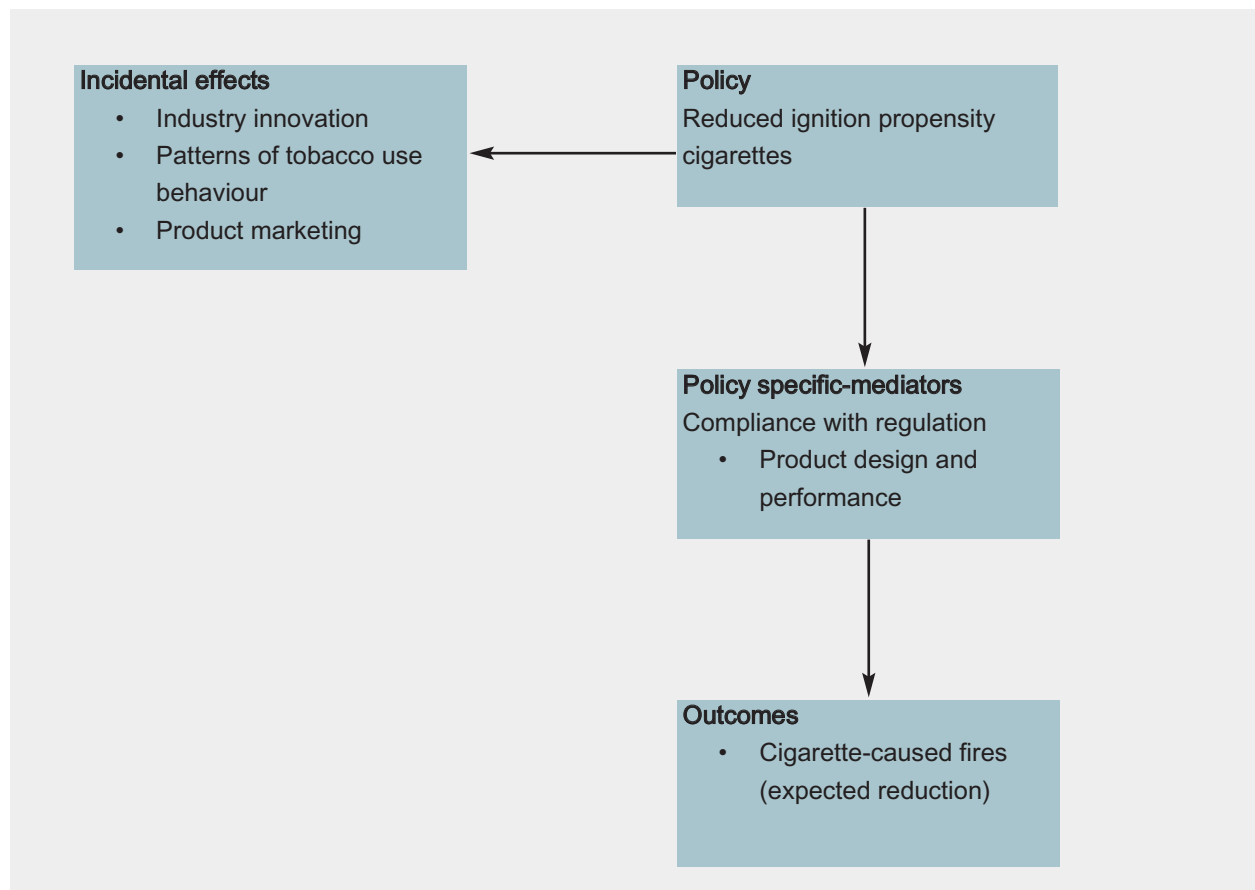 Incidental effects
• Industry innovation
• Patterns of tobacco use
behaviour
• Product marketing
Policy
Reduced ignition propensity
cigarettes
Policy specific-mediators
Compliance with regulation
• Product design and
performance
Outcomes
• Cigarette-caused fires
(expected reduction)